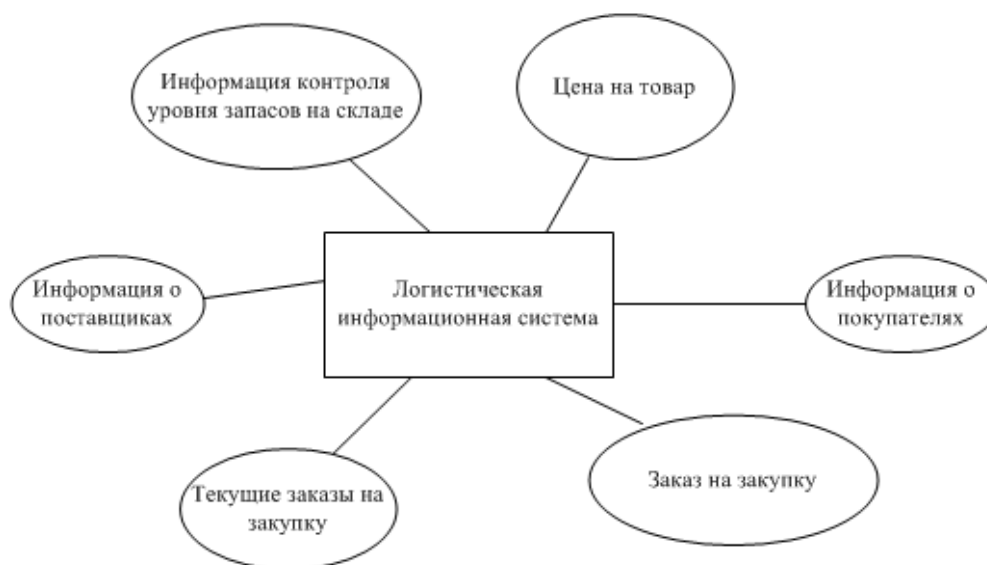 Информация контроля
уровня запасов на складе
Цена на товар
Информация о
поставщиках
Логистическая
информационная система
Информация о
покупателях
Текущие заказы на
закупку
Заказ на закупку